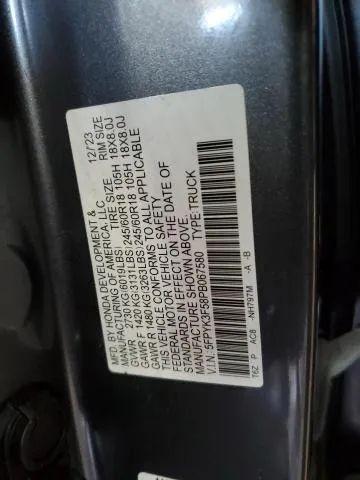 MFD. BY HONDA DEVELOPMENT & 12/'23
MANUFACTURING OF AMERICA, LLC
GVWR 2730 KG(6019LBS) TIRE SIZE RIM SIZE
GAWR F 1420 KG(3131LBS)245/60R18 105H 18X8.0J
GAWR R 1480 KG(3263LBS)245/60R18 105H 18X8.0J
THIS VEHICLE CONFORMS TO ALL APPLICABLE
FEDERAL MOTOR VEHICLE SAFETY
STANDARDS IN EFFECT ON THE DATE OF
MANUFACTURE SHOWN ABOVE.
V.I.N: 5FPYK3F58PB067580 TYPE:TRUCK
T6Z P AC8 -NH797M -A -B